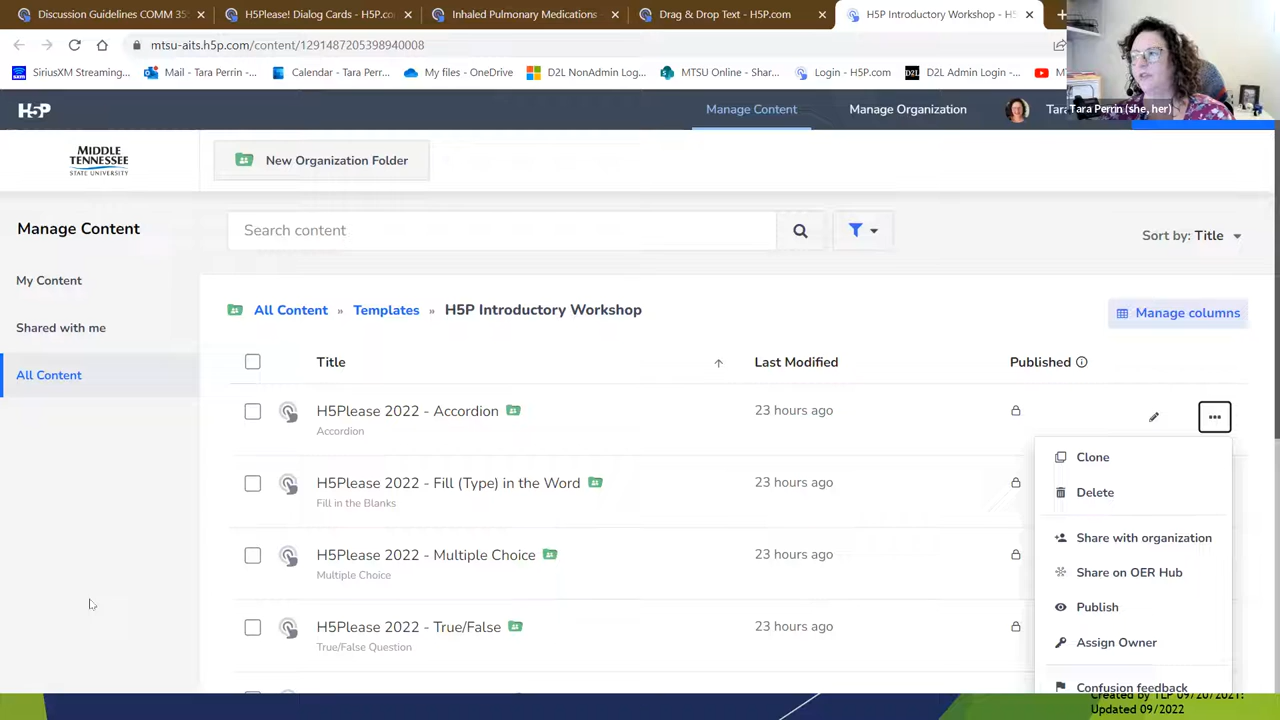 Discussion Guidelines COMM 35
H5Please! Dialog Cards - H5P.co
Inhaled Pulmonary Medications
Drag & Drop Text - H5P.com
H5P Introductory Workshop - H5
mtsu-aits.h5p.com/content/1291487205398940008
SiriusXM Streaming...
Mail - Tara Perrin -...
Calendar - Tara Perr...
My files - OneDrive
D2L NonAdmin Log...
MTSU Online - Shar...
Login - H5P.com
D2L Admin Login -...
H5P
Manage Content
Manage Organization
Tara
Tara Perrin (she, her)
MIDDLE
TENNESSEE
STATE UNIVERSITY
New Organization Folder
Manage Content
Search content
Sort by: Title
My Content
Shared with me
All Content
All Content » Templates » H5P Introductory Workshop
Manage columns
Title
Last Modified
Published
H5Please 2022 - Accordion
Accordion
23 hours ago
H5Please 2022 - Fill (Type) in the Word
Fill in the Blanks
23 hours ago
H5Please 2022 - Multiple Choice
Multiple Choice
23 hours ago
H5Please 2022 - True/False
True/False Question
23 hours ago
Clone
Delete
Share with organization
Share on OER Hub
Publish
Assign Owner
Confusion feedback
Created by TLP 09/20/2021:
Updated 09/2022